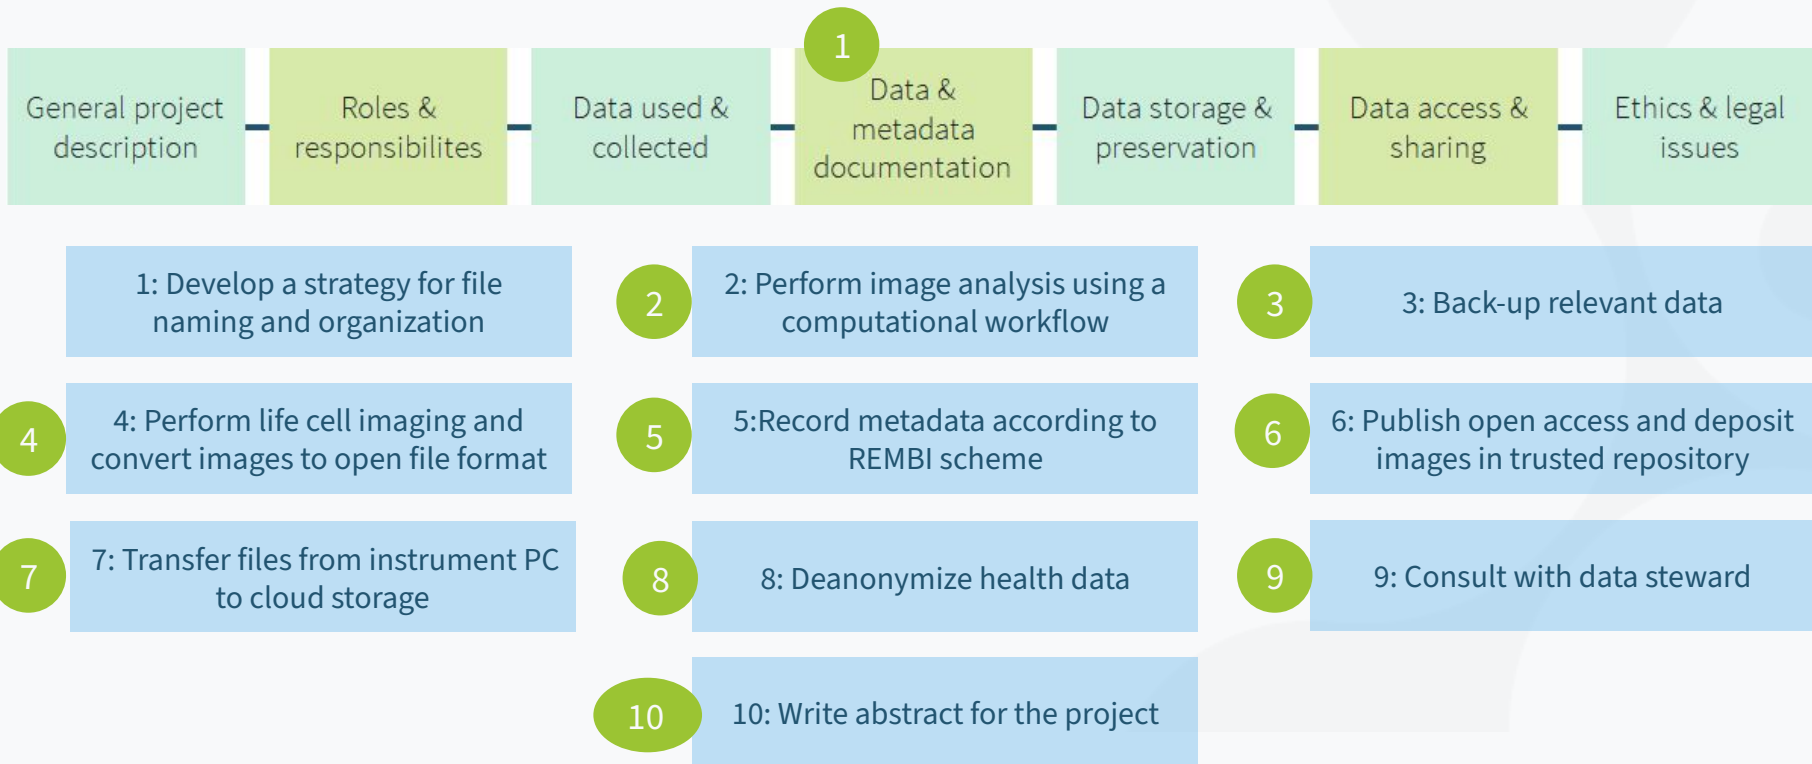 1
General project
description
Roles &
responsibilites
Data used &
collected
Data &
metadata
documentation
Data storage &
preservation
Data access &
sharing
Ethics & legal
issues
1: Develop a strategy for file
naming and organization
2
2: Perform image analysis using a
computational workflow
3
3: Back-up relevant data
4
4: Perform life cell imaging and
convert images to open file format
5
5:Record metadata according to
REMBI scheme
6
6: Publish open access and deposit
images in trusted repository
7
7: Transfer files from instrument PC
to cloud storage
8
8: Deanonymize health data
9
9: Consult with data steward
10
10: Write abstract for the project